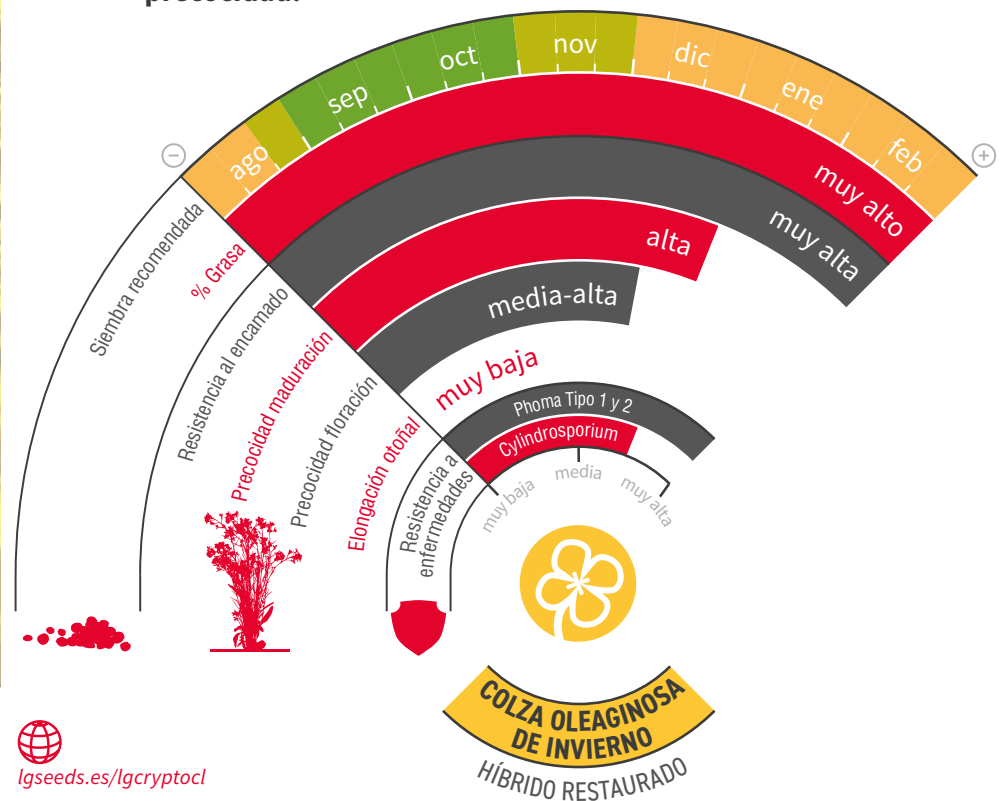 precocidad.
ago
sep
oct
nov
dic
ene
feb
−
+
Siembra recomendada
% Grasa
muy alto
Resistencia al encamado
muy alta
Precocidad maduración
alta
Precocidad floración
media-alta
Elongación otoñal
muy baja
Resistencia a
enfermedades
Phoma Tipo 1 y 2
Cylindrosporium
muy baja
media
muy alta
COLZA OLEAGINOSA
DE INVIERNO
HÍBRIDO RESTAURADO
lgseeds.es/lgcryptocl